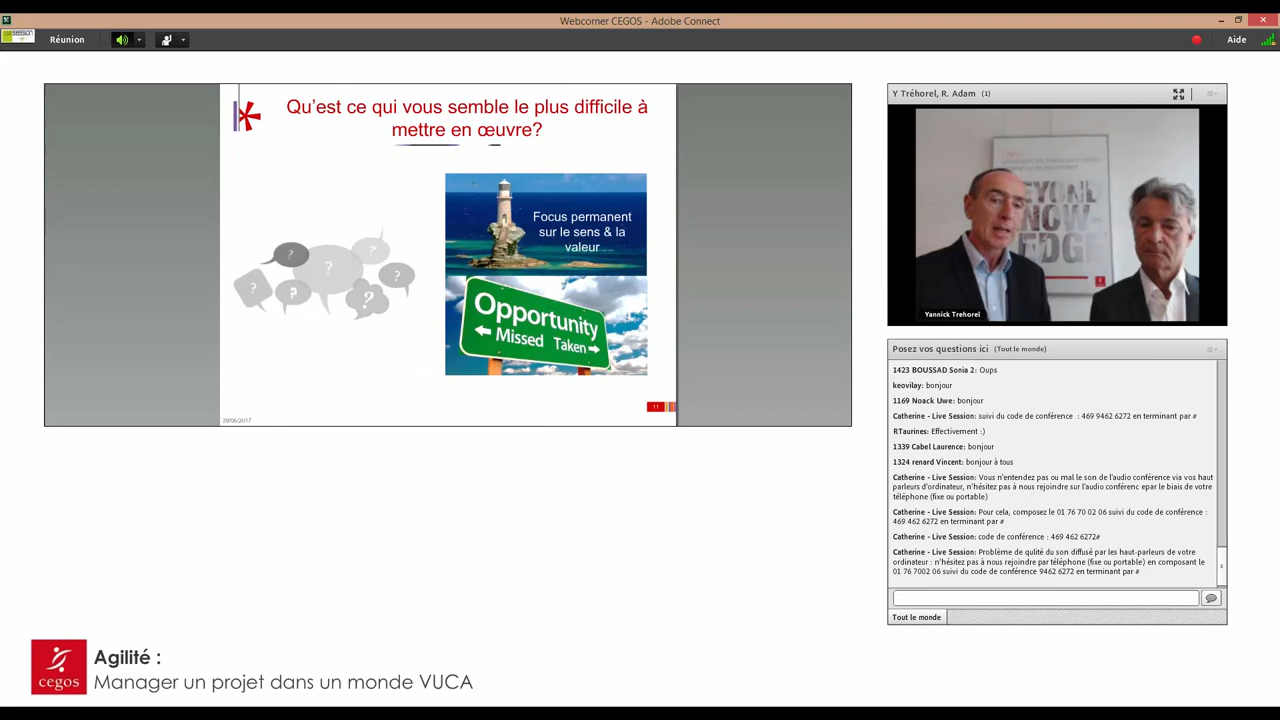 Webcorner CEGOS - Adobe Connect
Réunion
Aide
Qu'est ce qui vous semble le plus difficile à
mettre en œuvre?
Focus permanent
sur le sens & la
valeur
Opportunity
Missed Taken
11
29/06/2017
Y Tréhorel, R. Adam (1)
Yannick Trehorel
Posez vos questions ici (Tout le monde)
1423 BOUSSAD Sonia 2: Oups
keovilay: bonjour
1169 Noack Uwe: bonjour
Catherine - Live Session: suivi du code de conférence : 469 9462 6272 en terminant par #
RTaurines: Effectivement :)
1339 Cabel Laurence: bonjour
1324 renard Vincent: bonjour à tous
Catherine - Live Session: Vous n'entendez pas ou mal le son de l'audio conférence via vos haut
parleurs d'ordinateur, n'hésitez pas à nous rejoindre sur l'audio conférenc epar le biais de votre
téléphone (fixe ou portable)
Catherine - Live Session: Pour cela, composez le 01 76 70 02 06 suivi du code de conférence :
469 462 6272 en terminant par #
Catherine - Live Session: code de conférence : 469 462 6272#
Catherine - Live Session: Problème de qulité du son diffusé par les haut-parleurs de votre
ordinateur : n'hésitez pas à nous rejoindre par téléphone (fixe ou portable) en composant le
01 76 7002 06 suivi du code de conférence 9462 6272 en terminant par #
Tout le monde
cegos
Agilité :
Manager un projet dans un monde VUCA